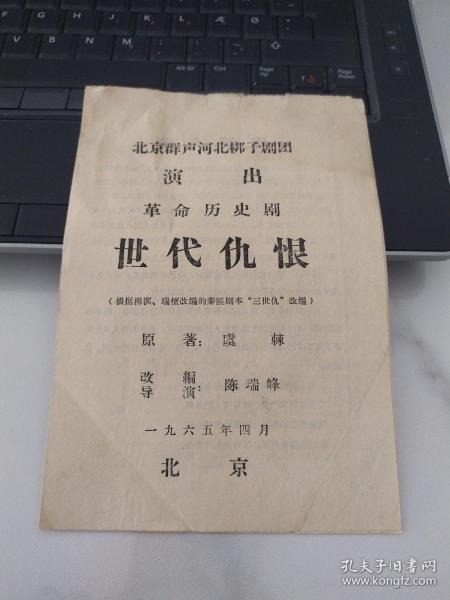 北京群声河北梆子剧团
演出
革命历史剧
世代仇恨
（根据柳滨、瑞恒改编的秦腔剧本“三世仇”改编）
原著：虞棘
改编
导演：陈瑞峰
一九六五年四月
北京
孔夫子旧书网
www.kongfz.com